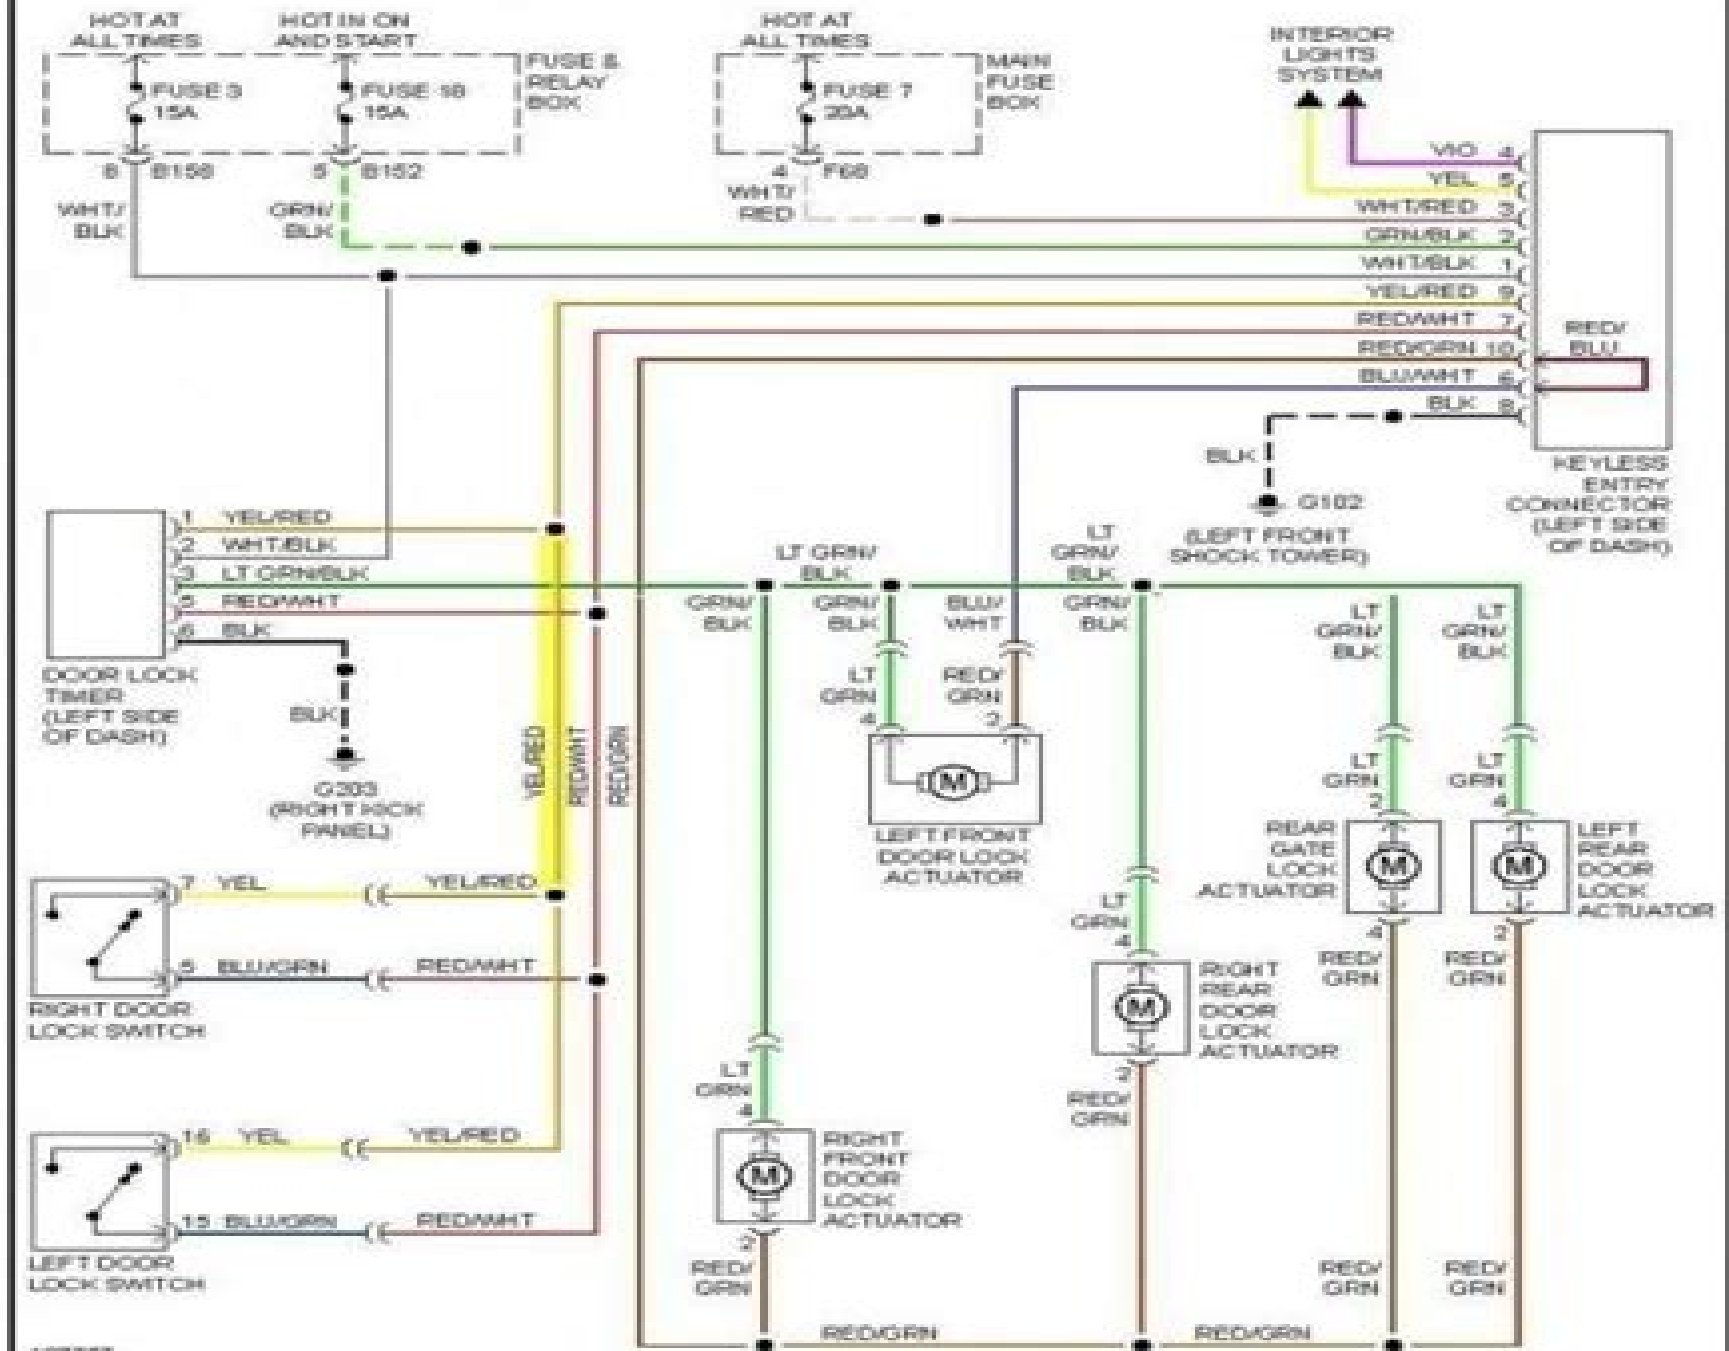 HOT AT
ALL TIMES
HOT IN ON
AND START
HOT AT
ALL TIMES
INTERIOR
LIGHTS
SYSTEM
FUSE 3
15A
FUSE 18
15A
FUSE &
RELAY
BOX
FUSE 7
20A
MAIN
FUSE
BOX
8 B158
5 B152
4 F68
WHT/
BLK
GRN/
BLK
WHT/
RED
VIO 4
YEL 5
WHT/RED 3
GRN/BLK 2
WHT/BLK 1
YEL/RED 9
RED/WHT 7
RED/GRN 10
BLU/WHT 6
BLK 8
RED/
BLU
BLK
G102
(LEFT FRONT
SHOCK TOWER)
KEYLESS
ENTRY
CONNECTOR
(LEFT SIDE
OF DASH)
1 YEL/RED
2 WHT/BLK
3 LT GRN/BLK
5 RED/WHT
6 BLK
DOOR LOCK
TIMER
(LEFT SIDE
OF DASH)
BLK
G203
(RIGHT KICK
PANEL)
YEL/RED
RED/WHT
RED/GRN
LT GRN/
BLK
LT
GRN/
BLK
GRN/
BLK
GRN/
BLK
BLU/
WHT
GRN/
BLK
LT
GRN/
BLK
LT
GRN/
BLK
LT
GRN
4
RED/
GRN
2
M
LEFT FRONT
DOOR LOCK
ACTUATOR
LT
GRN
2
LT
GRN
4
REAR
GATE
LOCK
ACTUATOR
M
M
LEFT
REAR
DOOR
LOCK
ACTUATOR
4
RED/
GRN
2
RED/
GRN
7 YEL
YEL/RED
5 BLU/GRN
RED/WHT
RIGHT DOOR
LOCK SWITCH
LT
GRN
4
M
RIGHT
REAR
DOOR
LOCK
ACTUATOR
2
RED/
GRN
16 YEL
YEL/RED
15 BLU/GRN
RED/WHT
LEFT DOOR
LOCK SWITCH
LT
GRN
4
M
RIGHT
FRONT
DOOR
LOCK
ACTUATOR
2
RED/
GRN
RED/
GRN
RED/
GRN
RED/GRN
RED/GRN